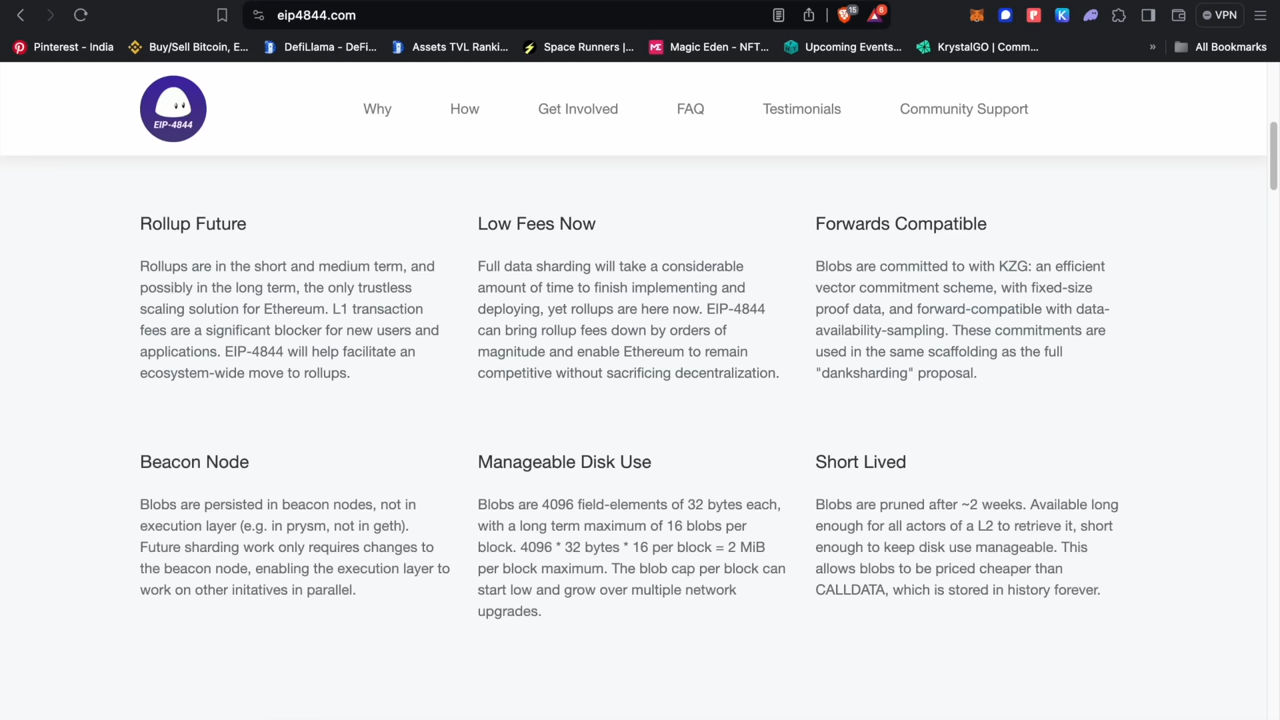 eip4844.com
15
6
VPN
Pinterest - India
Buy/Sell Bitcoin, E...
DefiLlama - DeFi...
Assets TVL Ranki...
Space Runners |...
Magic Eden - NFT...
Upcoming Events...
KrystalGO | Comm...
»
All Bookmarks
EIP-4844
Why
How
Get Involved
FAQ
Testimonials
Community Support
Rollup Future
Rollups are in the short and medium term, and
possibly in the long term, the only trustless
scaling solution for Ethereum. L1 transaction
fees are a significant blocker for new users and
applications. EIP-4844 will help facilitate an
ecosystem-wide move to rollups.
Low Fees Now
Full data sharding will take a considerable
amount of time to finish implementing and
deploying, yet rollups are here now. EIP-4844
can bring rollup fees down by orders of
magnitude and enable Ethereum to remain
competitive without sacrificing decentralization.
Forwards Compatible
Blobs are committed to with KZG: an efficient
vector commitment scheme, with fixed-size
proof data, and forward-compatible with data-
availability-sampling. These commitments are
used in the same scaffolding as the full
"danksharding" proposal.
Beacon Node
Blobs are persisted in beacon nodes, not in
execution layer (e.g. in prysm, not in geth).
Future sharding work only requires changes to
the beacon node, enabling the execution layer to
work on other initatives in parallel.
Manageable Disk Use
Blobs are 4096 field-elements of 32 bytes each,
with a long term maximum of 16 blobs per
block. 4096 * 32 bytes * 16 per block = 2 MiB
per block maximum. The blob cap per block can
start low and grow over multiple network
upgrades.
Short Lived
Blobs are pruned after ~2 weeks. Available long
enough for all actors of a L2 to retrieve it, short
enough to keep disk use manageable. This
allows blobs to be priced cheaper than
CALLDATA, which is stored in history forever.